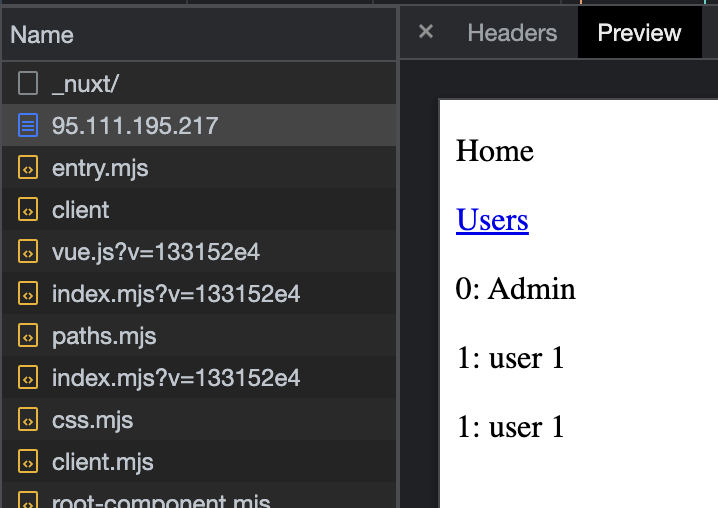 Name
_nuxt/
95.111.195.217
entry.mjs
client
vue.js?v=133152e4
index.mjs?v=133152e4
paths.mjs
index.mjs?v=133152e4
css.mjs
client.mjs
root-component.mjs
× Headers Preview
Home
Users
0: Admin
1: user 1
1: user 1